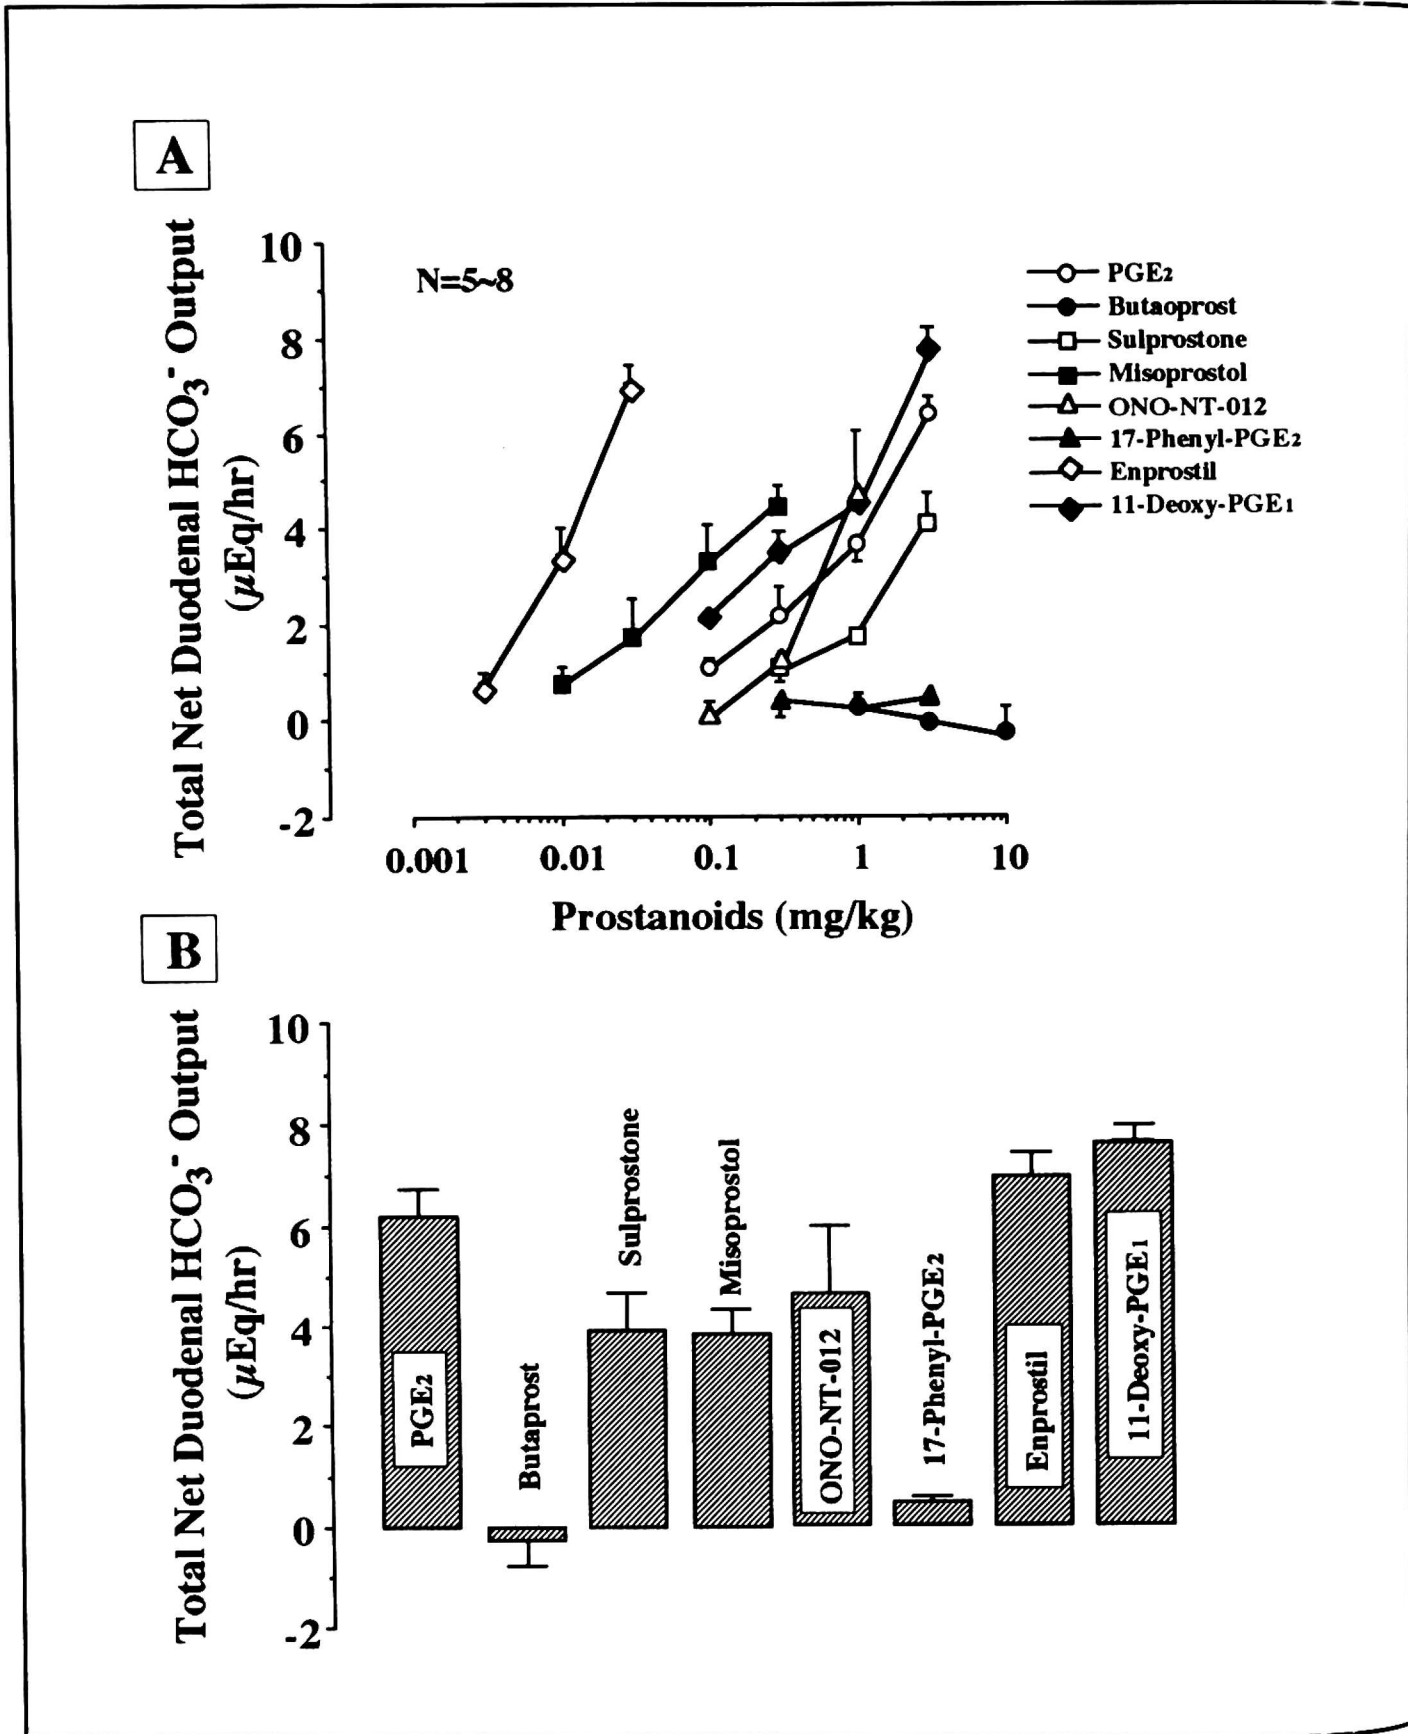 A
Total Net Duodenal HCO3- Output
(μEq/hr)
10
8
6
4
2
0
-2
N=5~8
PGE2
Butaoprost
Sulprostone
Misoprostol
ONO-NT-012
17-Phenyl-PGE2
Enprostil
11-Deoxy-PGE1
0.001 0.01 0.1 1 10
Prostanoids (mg/kg)
B
Total Net Duodenal HCO3- Output
(μEq/hr)
10
8
6
4
2
0
-2
PGE2
Butaprost
Sulprostone
Misoprostol
ONO-NT-012
17-Phenyl-PGE2
Enprostil
11-Deoxy-PGE1